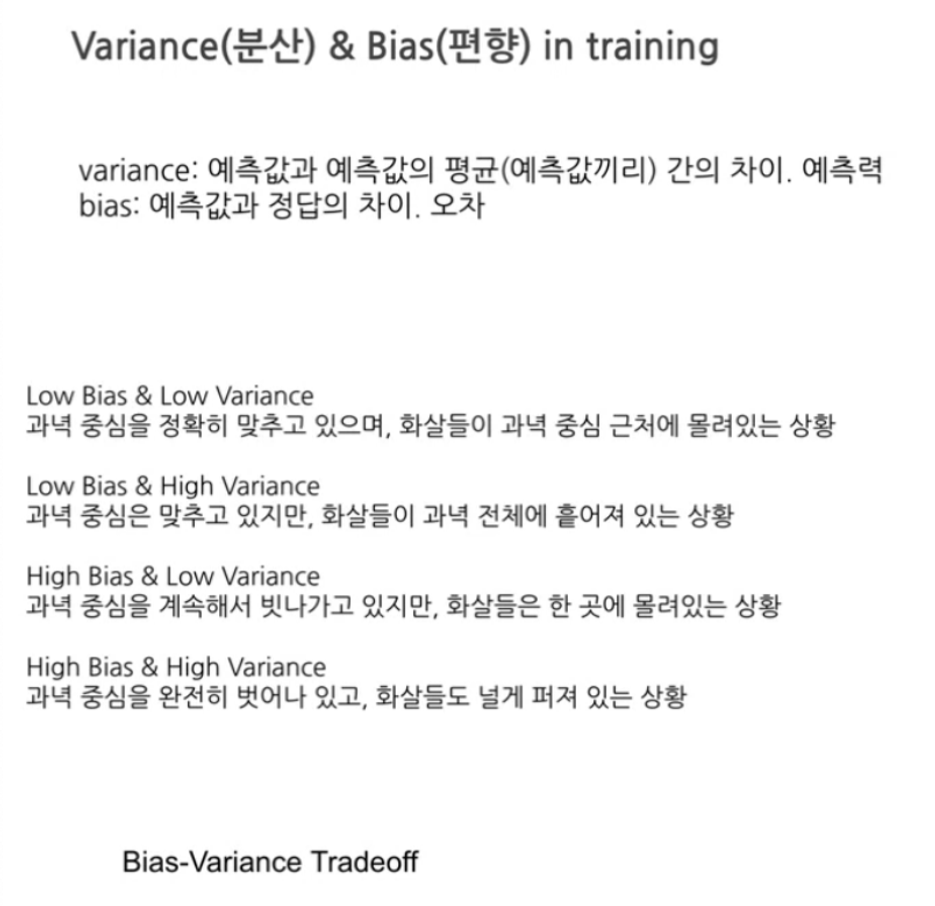 Variance(분산) & Bias(편향) in training
variance: 예측값과 예측값의 평균(예측값끼리) 간의 차이. 예측력
bias: 예측값과 정답의 차이. 오차
Low Bias & Low Variance
과녁 중심을 정확히 맞추고 있으며, 화살들이 과녁 중심 근처에 몰려있는 상황
Low Bias & High Variance
과녁 중심은 맞추고 있지만, 화살들이 과녁 전체에 흩어져 있는 상황
High Bias & Low Variance
과녁 중심을 계속해서 빗나가고 있지만, 화살들은 한 곳에 몰려있는 상황
High Bias & High Variance
과녁 중심을 완전히 벗어나 있고, 화살들도 널게 퍼져 있는 상황
Bias-Variance Tradeoff